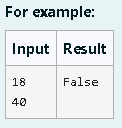 For example:
Input Result
18 False
40